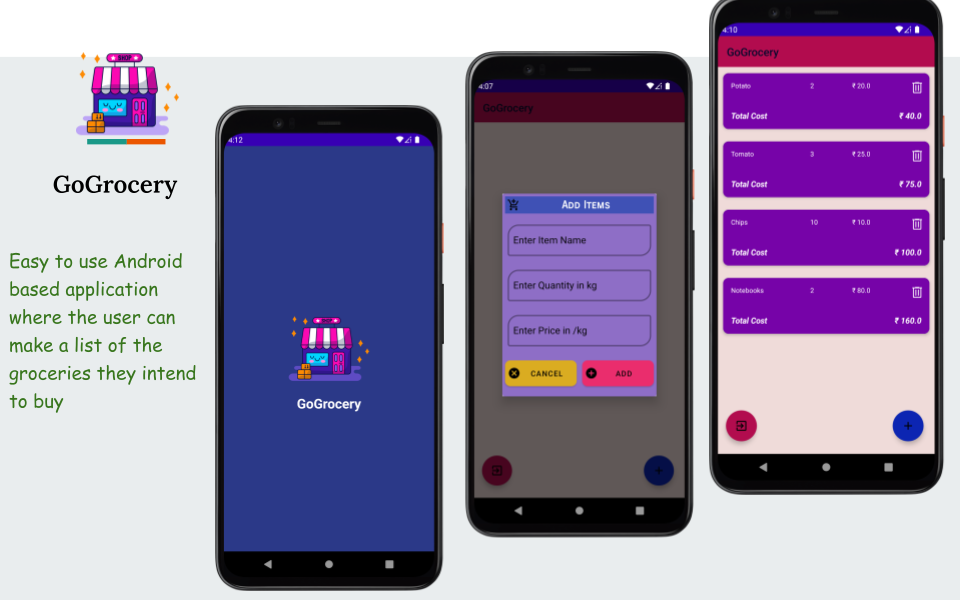 SHOP
GoGrocery
Easy to use Android
based application
where the user can
make a list of the
groceries they intend
to buy
4:12
GoGrocery
4:07
GoGrocery
Add Items
Enter Item Name
Enter Quantity in kg
Enter Price in /kg
CANCEL
ADD
4:10
GoGrocery
Potato 2 ₹ 20.0
Total Cost ₹ 40.0
Tomato 3 ₹ 25.0
Total Cost ₹ 75.0
Chips 10 ₹ 10.0
Total Cost ₹ 100.0
Notebooks 2 ₹ 80.0
Total Cost ₹ 160.0